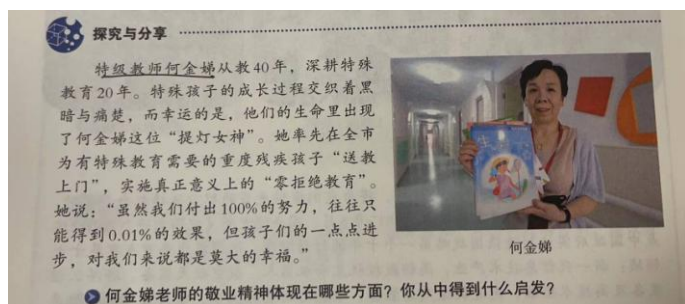 探究与分享
特级教师何金娣从教40年，深耕特殊
教育20年。特殊孩子的成长过程交织着黑
暗与痛楚，而幸运的是，他们的生命里出现
了何金娣这位“提灯女神”。她率先在全市
为有特殊教育需要的重度残疾孩子“送教
上门”，实施真正意义上的“零拒绝教育”。
她说：“虽然我们付出100%的努力，往往只
能得到0.01%的效果，但孩子们的一点点进
步，对我们来说都是莫大的幸福。”
何金娣
何金娣老师的敬业精神体现在哪些方面？你从中得到什么启发？